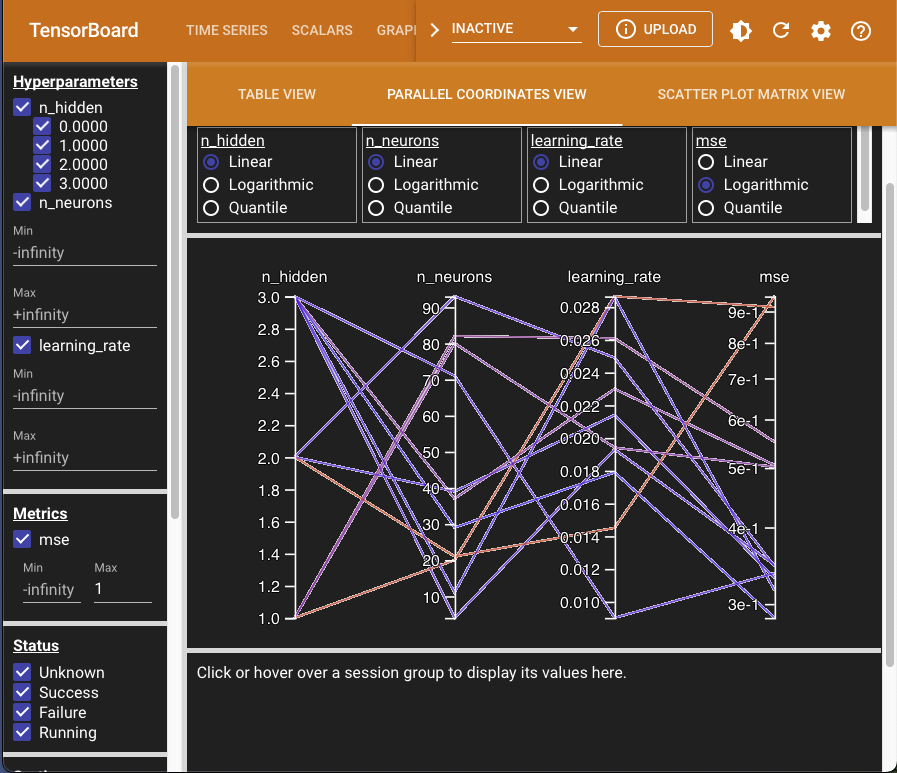 TensorBoard
TIME SERIES SCALARS GRAPI
INACTIVE
UPLOAD
Hyperparameters
n_hidden
0.0000
1.0000
2.0000
3.0000
n_neurons
Min
-infinity
Max
+infinity
learning_rate
Min
-infinity
Max
+infinity
Metrics
mse
Min Max
-infinity 1
Status
Unknown
Success
Failure
Running
TABLE VIEW PARALLEL COORDINATES VIEW SCATTER PLOT MATRIX VIEW
n_hidden
Linear
Logarithmic
Quantile
n_neurons
Linear
Logarithmic
Quantile
learning_rate
Linear
Logarithmic
Quantile
mse
Linear
Logarithmic
Quantile
n_hidden
3.0
2.8
2.6
2.4
2.2
2.0
1.8
1.6
1.4
1.2
1.0
n_neurons
90
80
70
60
50
40
30
20
10
learning_rate
0.028
0.026
0.024
0.022
0.020
0.018
0.016
0.014
0.012
0.010
mse
9e-1
8e-1
7e-1
6e-1
5e-1
4e-1
3e-1
Click or hover over a session group to display its values here.